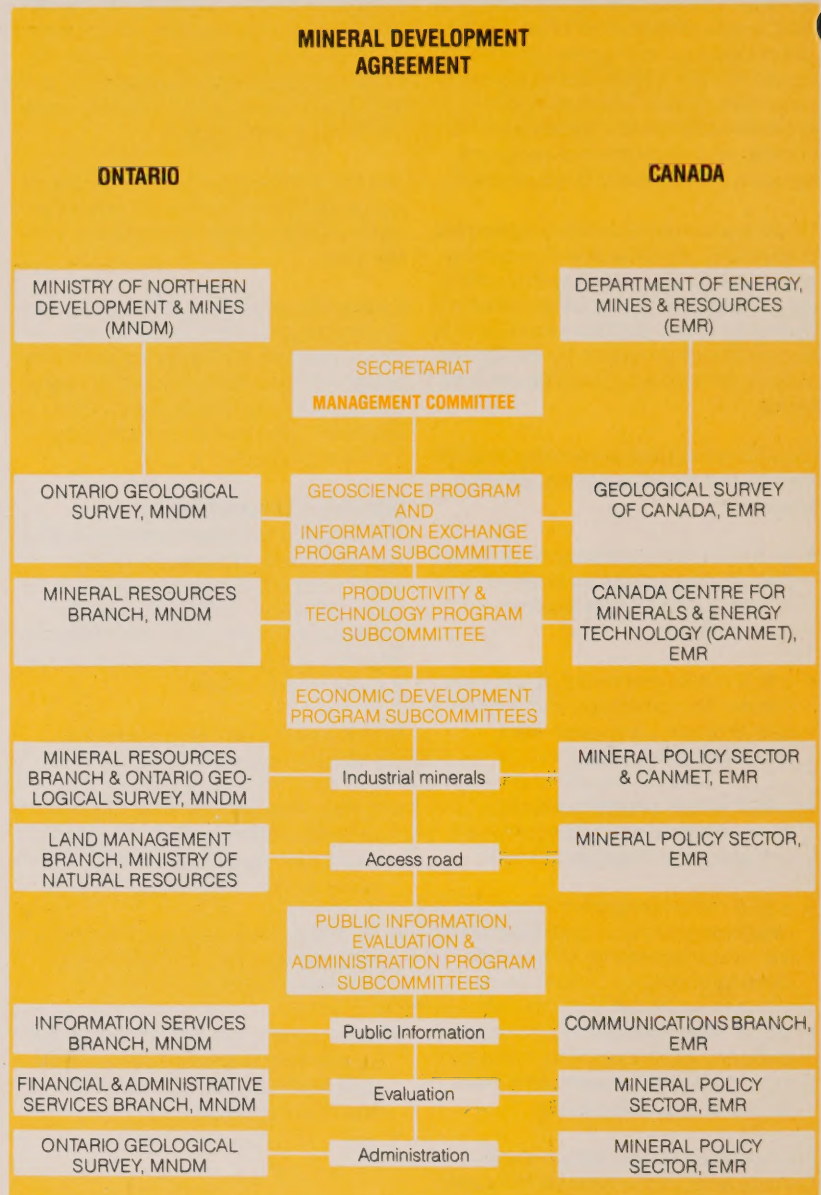 MINERAL DEVELOPMENT
AGREEMENT
ONTARIO
CANADA
MINISTRY OF NORTHERN
DEVELOPMENT & MINES
(MNDM)
DEPARTMENT OF ENERGY,
MINES & RESOURCES
(EMR)
SECRETARIAT
MANAGEMENT COMMITTEE
ONTARIO GEOLOGICAL
SURVEY, MNDM
GEOSCIENCE PROGRAM
AND
INFORMATION EXCHANGE
PROGRAM SUBCOMMITTEE
GEOLOGICAL SURVEY
OF CANADA, EMR
MINERAL RESOURCES
BRANCH, MNDM
PRODUCTIVITY &
TECHNOLOGY PROGRAM
SUBCOMMITTEE
CANADA CENTRE FOR
MINERALS & ENERGY
TECHNOLOGY (CANMET),
EMR
ECONOMIC DEVELOPMENT
PROGRAM SUBCOMMITTEES
MINERAL RESOURCES
BRANCH & ONTARIO GEO-
LOGICAL SURVEY, MNDM
Industrial minerals
MINERAL POLICY SECTOR
& CANMET, EMR
LAND MANAGEMENT
BRANCH, MINISTRY OF
NATURAL RESOURCES
Access road
MINERAL POLICY SECTOR,
EMR
PUBLIC INFORMATION,
EVALUATION &
ADMINISTRATION PROGRAM
SUBCOMMITTEES
INFORMATION SERVICES
BRANCH, MNDM
Public Information
COMMUNICATIONS BRANCH,
EMR
FINANCIAL & ADMINISTRATIVE
SERVICES BRANCH, MNDM
Evaluation
MINERAL POLICY
SECTOR, EMR
ONTARIO GEOLOGICAL
SURVEY, MNDM
Administration
MINERAL POLICY
SECTOR, EMR